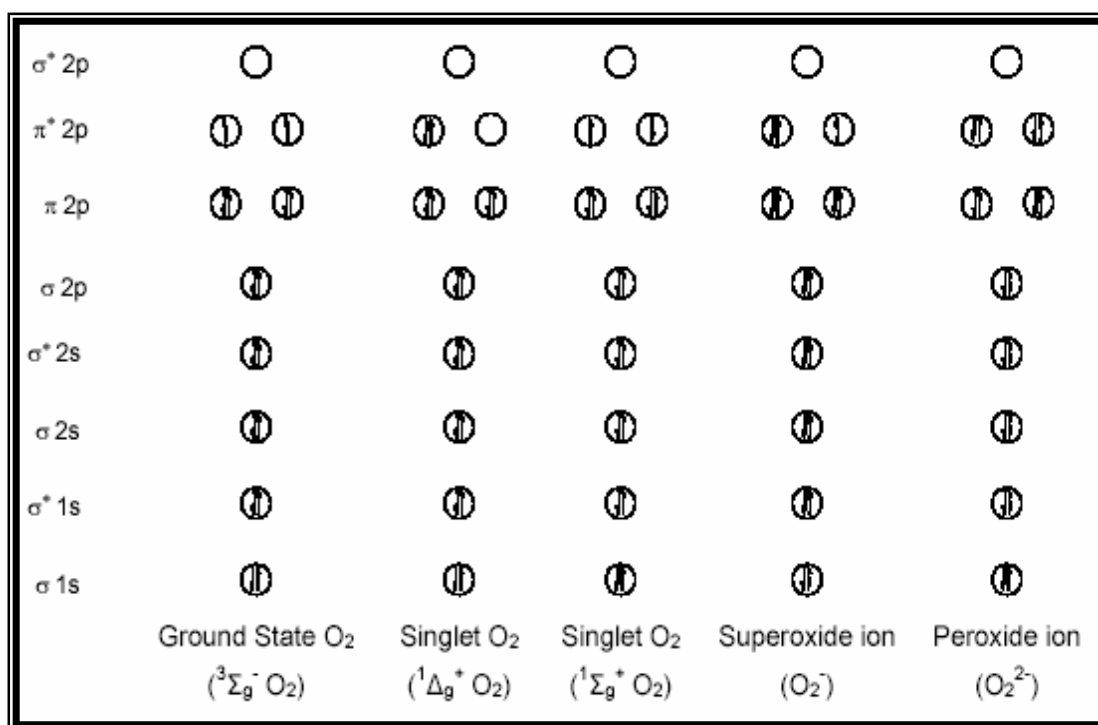 σ* 2p
π* 2p
π 2p
σ 2p
σ* 2s
σ 2s
σ* 1s
σ 1s
Ground State O₂ Singlet O₂ Singlet O₂ Superoxide ion Peroxide ion
(³Σg⁻ O₂) (¹Δg⁺ O₂) (¹Σg⁺ O₂) (O₂⁻) (O₂²⁻)